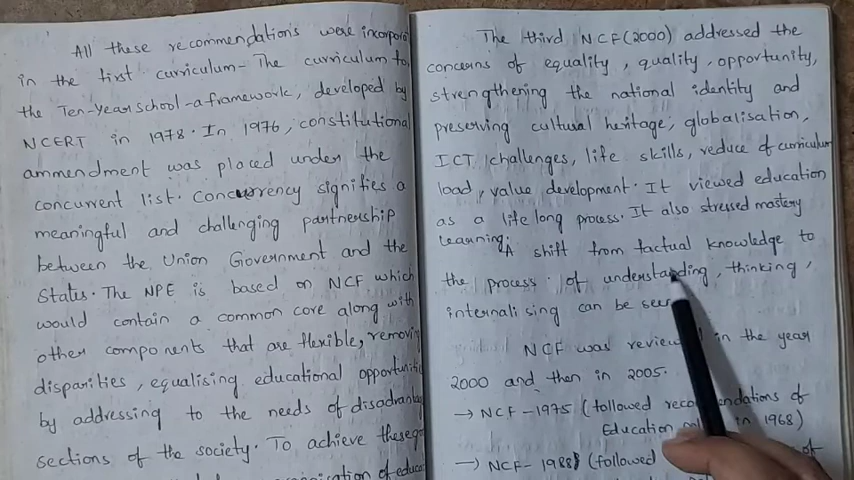 All these recommendations were incorpora
in the first curriculum - The curriculum to
the Ten-Year school - a framework, developed by
NCERT in 1978. In 1976, constitutional
ammendment was placed under the
concurrent list. Concurrency signifies a
meaningful and challenging partnership
between the Union Government and the
States. The NPE is based on NCF which
would contain a common core along with
other components that are flexible, removing
disparities, equalising educational opportunitie
by addressing to the needs of disadvantag
sections of the society. To achieve these
of educa
The third NCF (2000) addressed the
concerns of equality, quality, opportunity,
strengthening the national identity and
preserving cultural heritage, globalisation,
ICT challenges, life skills, reduce of curriculum
load, value development. It viewed education
as a life long process. It also stressed mastery
learning. A shift from factual knowledge to
the process of understanding, thinking,
internalising can be seen
NCF was review in the year
2000 and then in 2005.
→ NCF - 1975 (followed recommendations of
Education in 1968)
→ NCF - 1988 (followed of